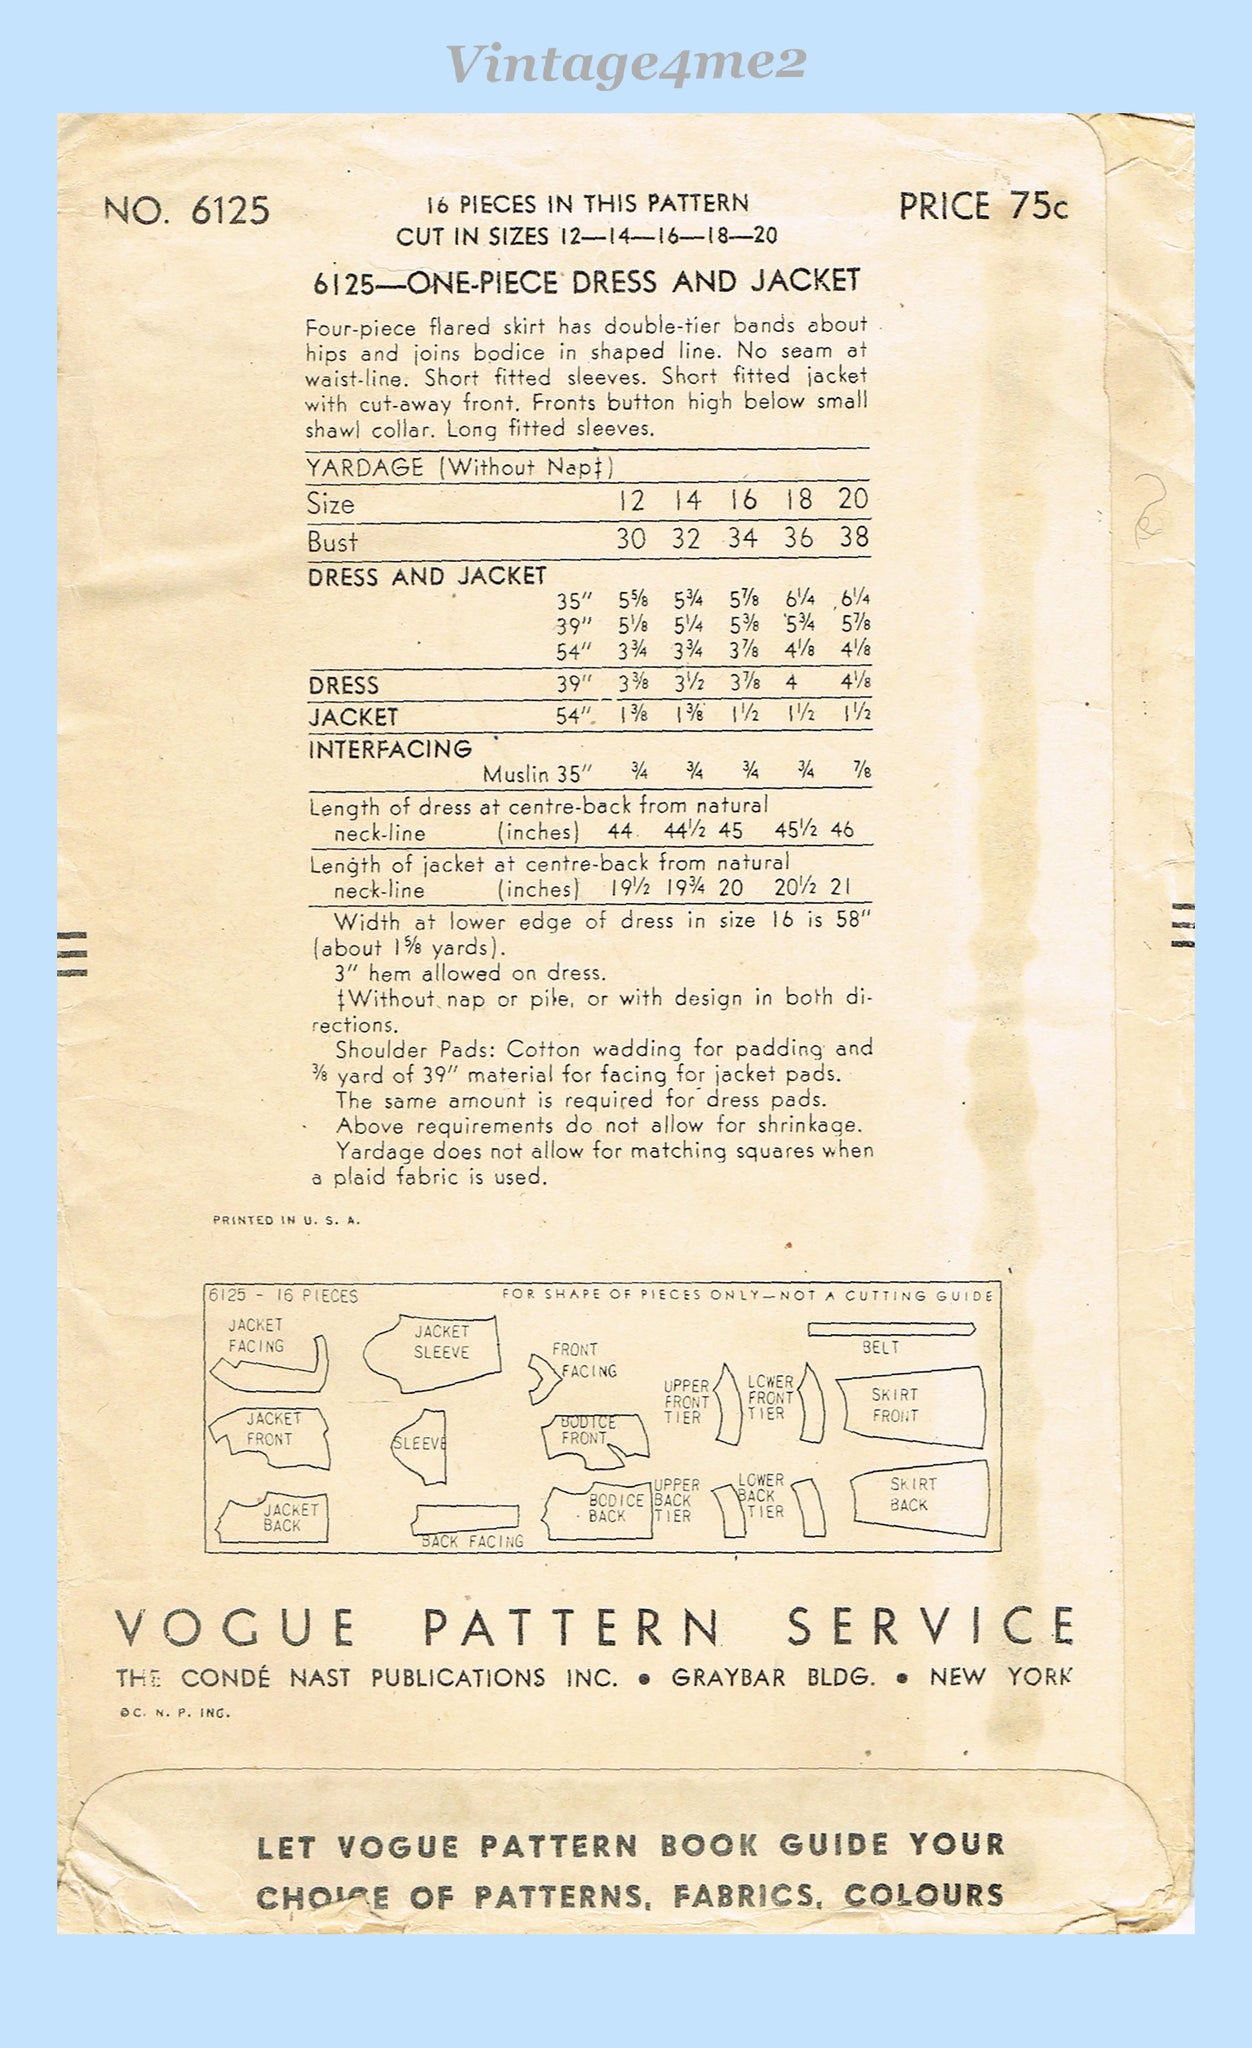 Vintage4me2
NO. 6125
16 PIECES IN THIS PATTERN
PRICE 75c
CUT IN SIZES 12—14—16—18—20
6125—ONE-PIECE DRESS AND JACKET
Four-piece flared skirt has double-tier bands about
hips and joins bodice in shaped line. No seam at
waist-line. Short fitted sleeves. Short fitted jacket
with cut-away front. Fronts button high below small
shawl collar. Long fitted sleeves.
YARDAGE (Without Nap‡)
Size 12 14 16 18 20
Bust 30 32 34 36 38
DRESS AND JACKET
35" 5⅝ 5¾ 5⅞ 6¼ 6¼
39" 5⅛ 5¼ 5⅜ 5¾ 5⅞
54" 3¾ 3¾ 3⅞ 4⅛ 4⅛
DRESS 39" 3⅜ 3½ 3⅞ 4 4⅛
JACKET 54" 1⅜ 1⅜ 1½ 1½ 1½
INTERFACING
Muslin 35" ¾ ¾ ¾ ¾ ⅞
Length of dress at centre-back from natural
neck-line (inches) 44 44½ 45 45½ 46
Length of jacket at centre-back from natural
neck-line (inches) 19½ 19¾ 20 20½ 21
Width at lower edge of dress in size 16 is 58"
(about 1⅝ yards).
3" hem allowed on dress.
‡Without nap or pile, or with design in both di-
rections.
Shoulder Pads: Cotton wadding for padding and
⅜ yard of 39" material for facing for jacket pads.
The same amount is required for dress pads.
Above requirements do not allow for shrinkage.
Yardage does not allow for matching squares when
a plaid fabric is used.
PRINTED IN U. S. A.
6125 - 16 PIECES
FOR SHAPE OF PIECES ONLY—NOT A CUTTING GUIDE
JACKET
FACING
JACKET
SLEEVE
FRONT
FACING
BELT
UPPER
FRONT
TIER
LOWER
FRONT
TIER
SKIRT
FRONT
JACKET
FRONT
SLEEVE
BODICE
FRONT
JACKET
BACK
BACK FACING
BODICE
BACK
UPPER
BACK
TIER
LOWER
BACK
TIER
SKIRT
BACK
VOGUE PATTERN SERVICE
THE CONDÉ NAST PUBLICATIONS INC. • GRAYBAR BLDG. • NEW YORK
©C. N. P. INC.
LET VOGUE PATTERN BOOK GUIDE YOUR
CHOICE OF PATTERNS, FABRICS, COLOURS